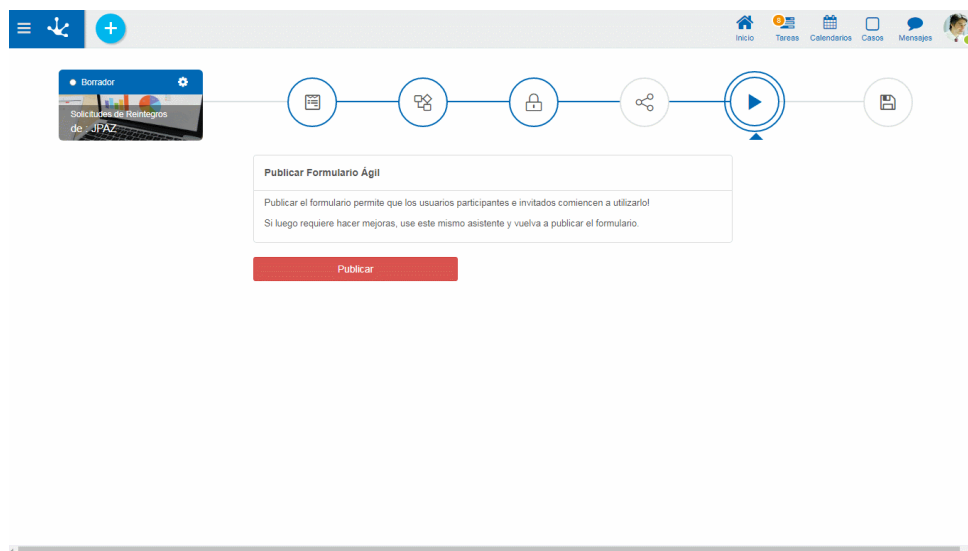 Inicio
8
Tareas
Calendarios
Casos
Mensajes
Borrador
Solicitudes de Reintegros
de : JPAZ
Publicar Formulario Ágil
Publicar el formulario permite que los usuarios participantes e invitados comiencen a utilizarlo!
Si luego requiere hacer mejoras, use este mismo asistente y vuelva a publicar el formulario.
Publicar